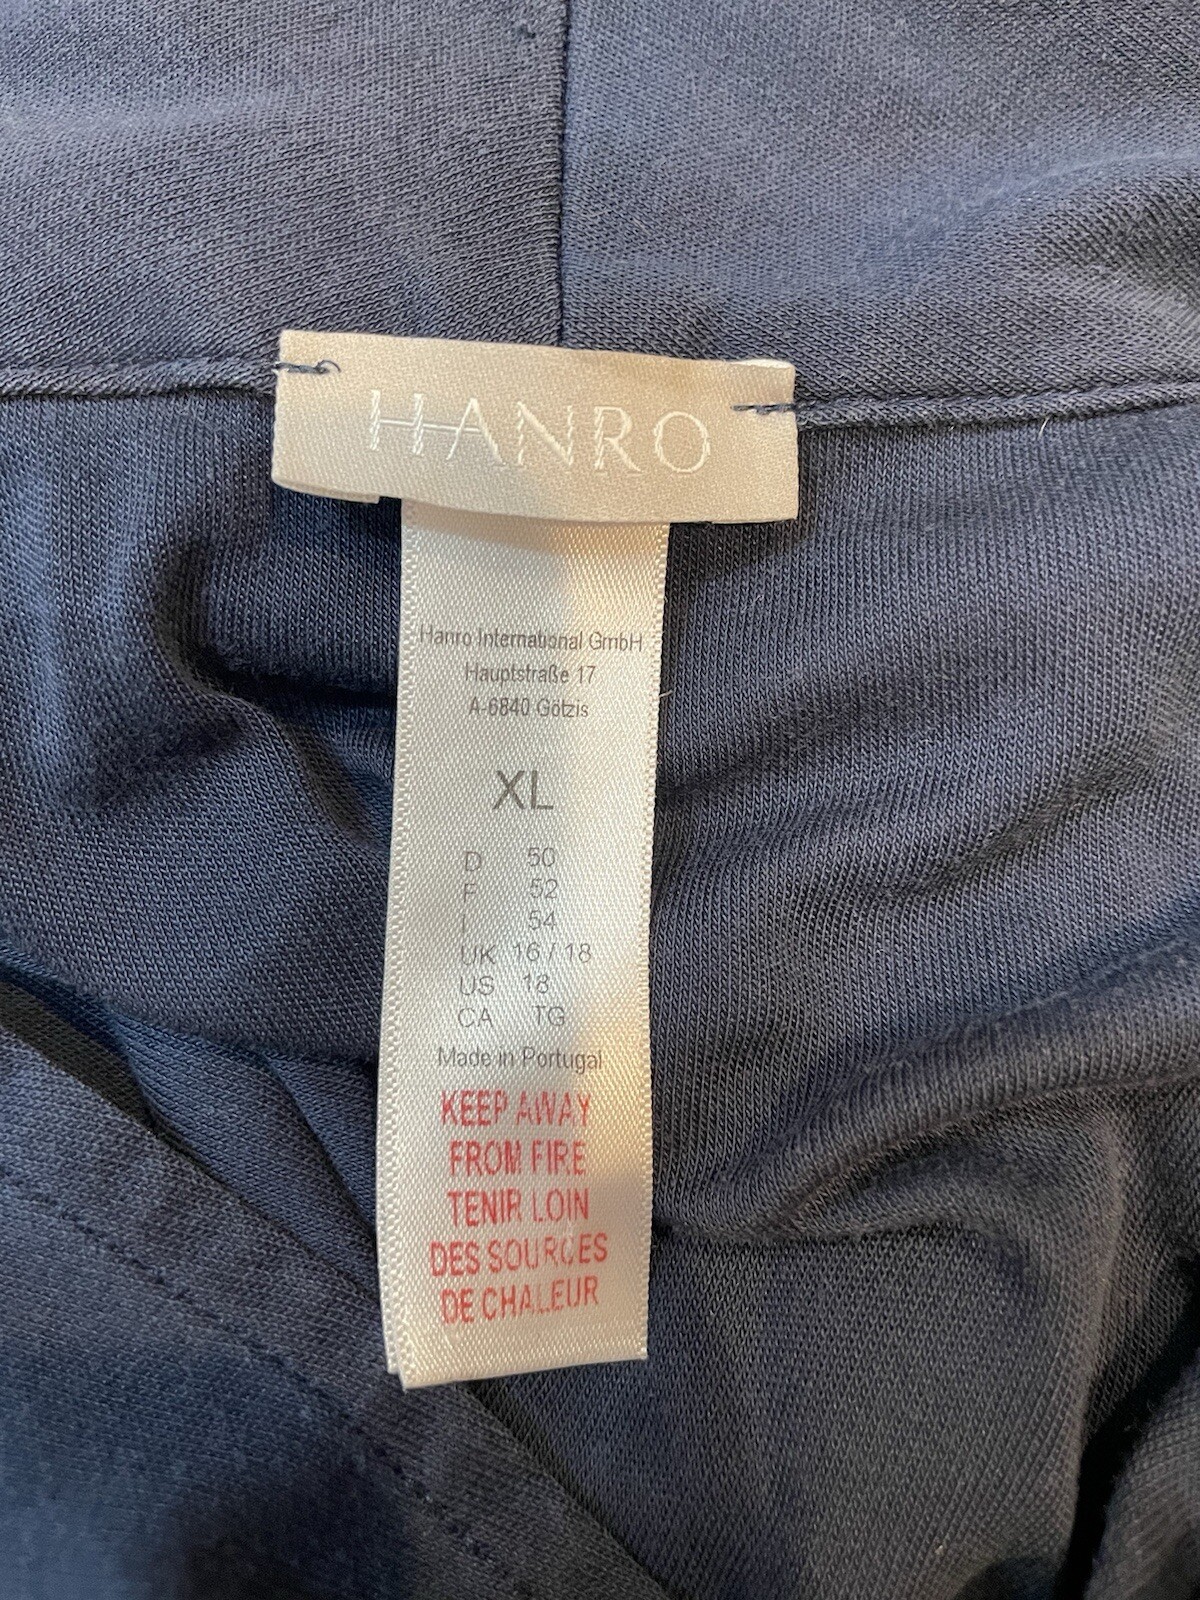 HANRO
Hanro International GmbH
Hauptstraße 17
A-6840 Götzis
XL
D 50
F 52
I 54
UK 16 / 18
US 18
CA TG
Made in Portugal
KEEP AWAY
FROM FIRE
TENIR LOIN
DES SOURCES
DE CHALEUR